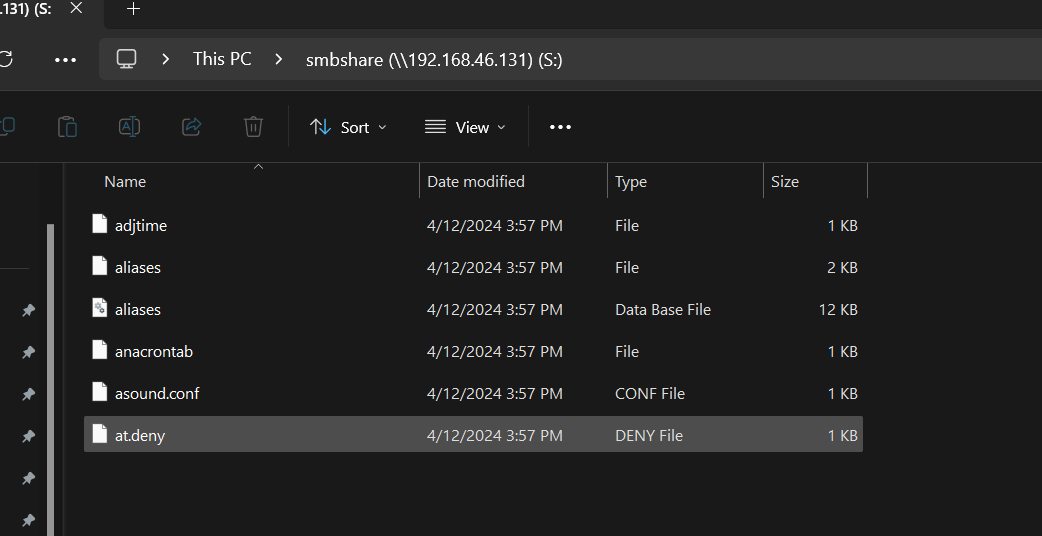 .131) (S:
This PC > smbshare (\\192.168.46.131) (S:)
Sort View
Name Date modified Type Size
adjtime 4/12/2024 3:57 PM File 1 KB
aliases 4/12/2024 3:57 PM File 2 KB
aliases 4/12/2024 3:57 PM Data Base File 12 KB
anacrontab 4/12/2024 3:57 PM File 1 KB
asound.conf 4/12/2024 3:57 PM CONF File 1 KB
at.deny 4/12/2024 3:57 PM DENY File 1 KB